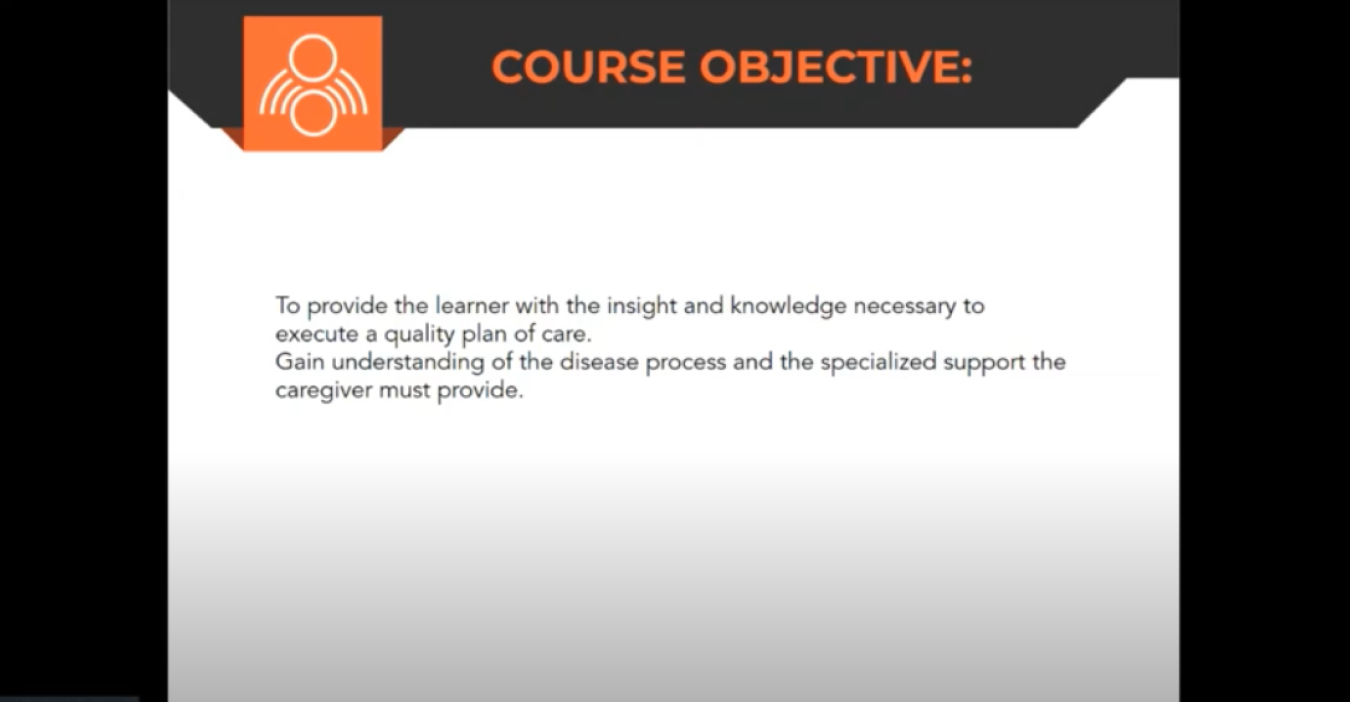 COURSE OBJECTIVE:
To provide the learner with the insight and knowledge necessary to
execute a quality plan of care.
Gain understanding of the disease process and the specialized support the
caregiver must provide.